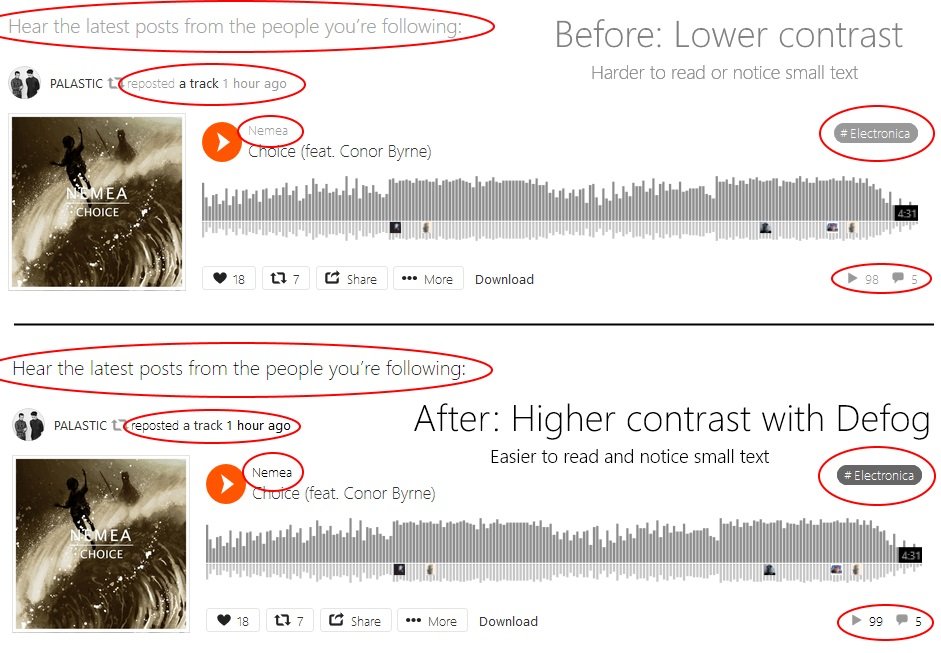 Hear the latest posts from the people you're following:
Before: Lower contrast
Harder to read or notice small text
PALASTIC reposted a track 1 hour ago
Nemea
# Electronica
Choice (feat. Conor Byrne)
NEMEA
CHOICE
4:31
18 7 Share More Download 98 5
Hear the latest posts from the people you're following:
After: Higher contrast with Defog
PALASTIC reposted a track 1 hour ago
Easier to read and notice small text
Nemea
# Electronica
Choice (feat. Conor Byrne)
NEMEA
CHOICE
4:31
18 7 Share More Download 99 5